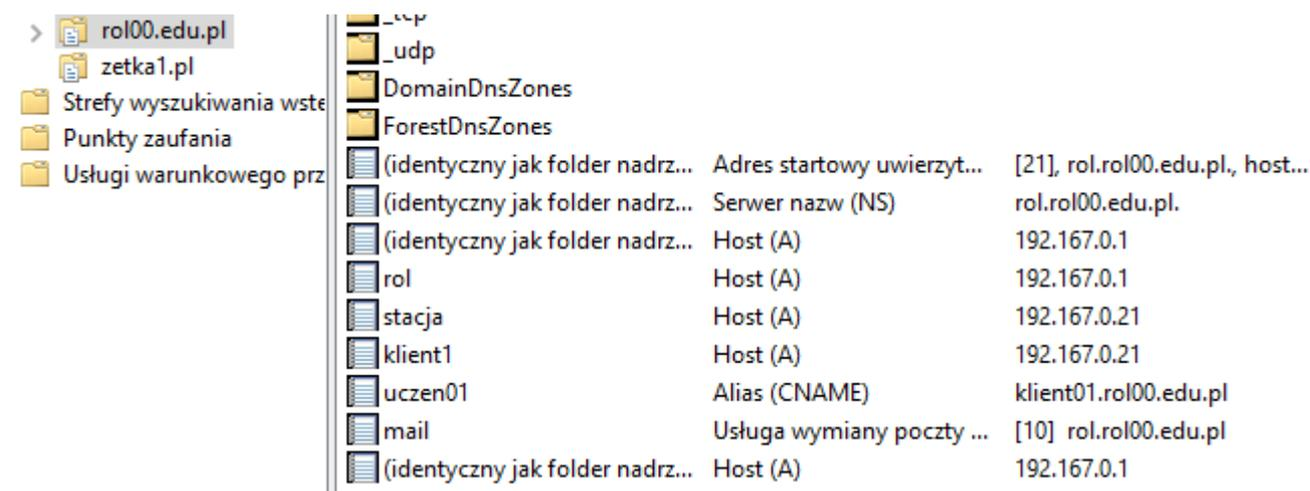 rol00.edu.pl
zetka1.pl
Strefy wyszukiwania wste
Punkty zaufania
Usługi warunkowego prz
_tcp
_udp
DomainDnsZones
ForestDnsZones
(identyczny jak folder nadrz... Adres startowy uwierzyt... [21], rol.rol00.edu.pl., host...
(identyczny jak folder nadrz... Serwer nazw (NS) rol.rol00.edu.pl.
(identyczny jak folder nadrz... Host (A) 192.167.0.1
rol Host (A) 192.167.0.1
stacja Host (A) 192.167.0.21
klient1 Host (A) 192.167.0.21
uczen01 Alias (CNAME) klient01.rol00.edu.pl
mail Usługa wymiany poczty ... [10] rol.rol00.edu.pl
(identyczny jak folder nadrz... Host (A) 192.167.0.1